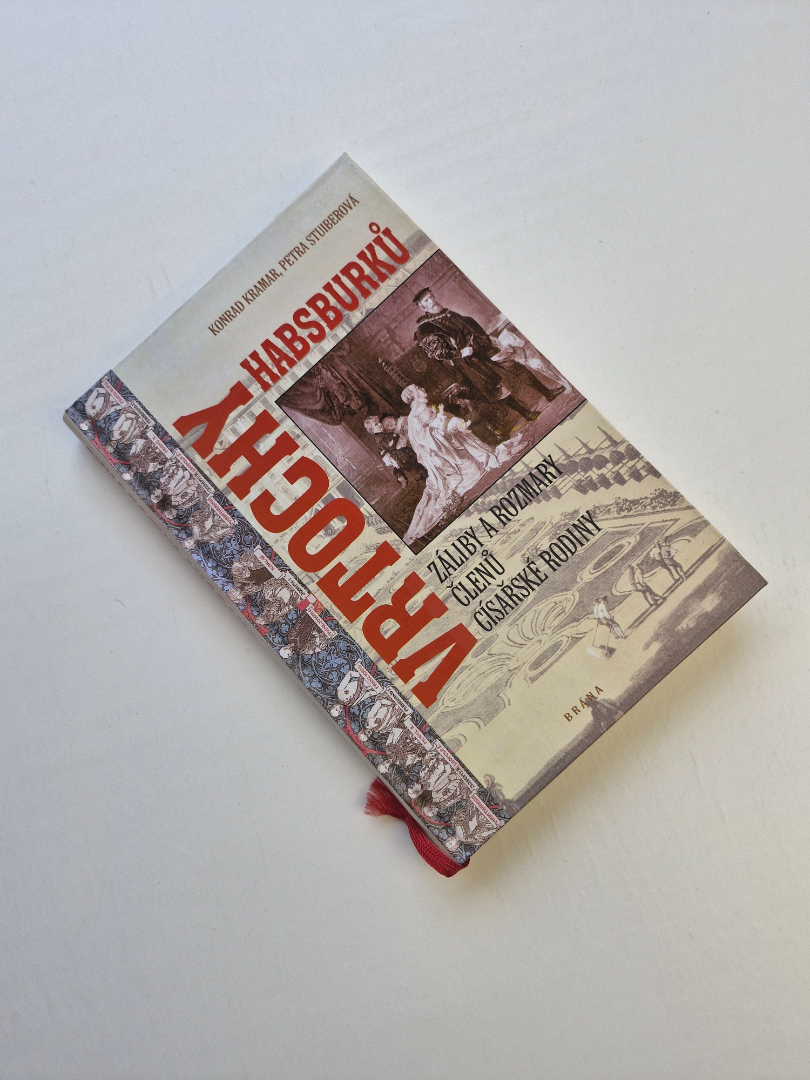 KONRAD KRAMAR, PETRA STUIBEROVÁ
VRTOCHY
HABSBURKŮ
ZÁLIBY A ROZMARY
ČLENŮ
CÍSAŘSKÉ RODINY
BRÁNA